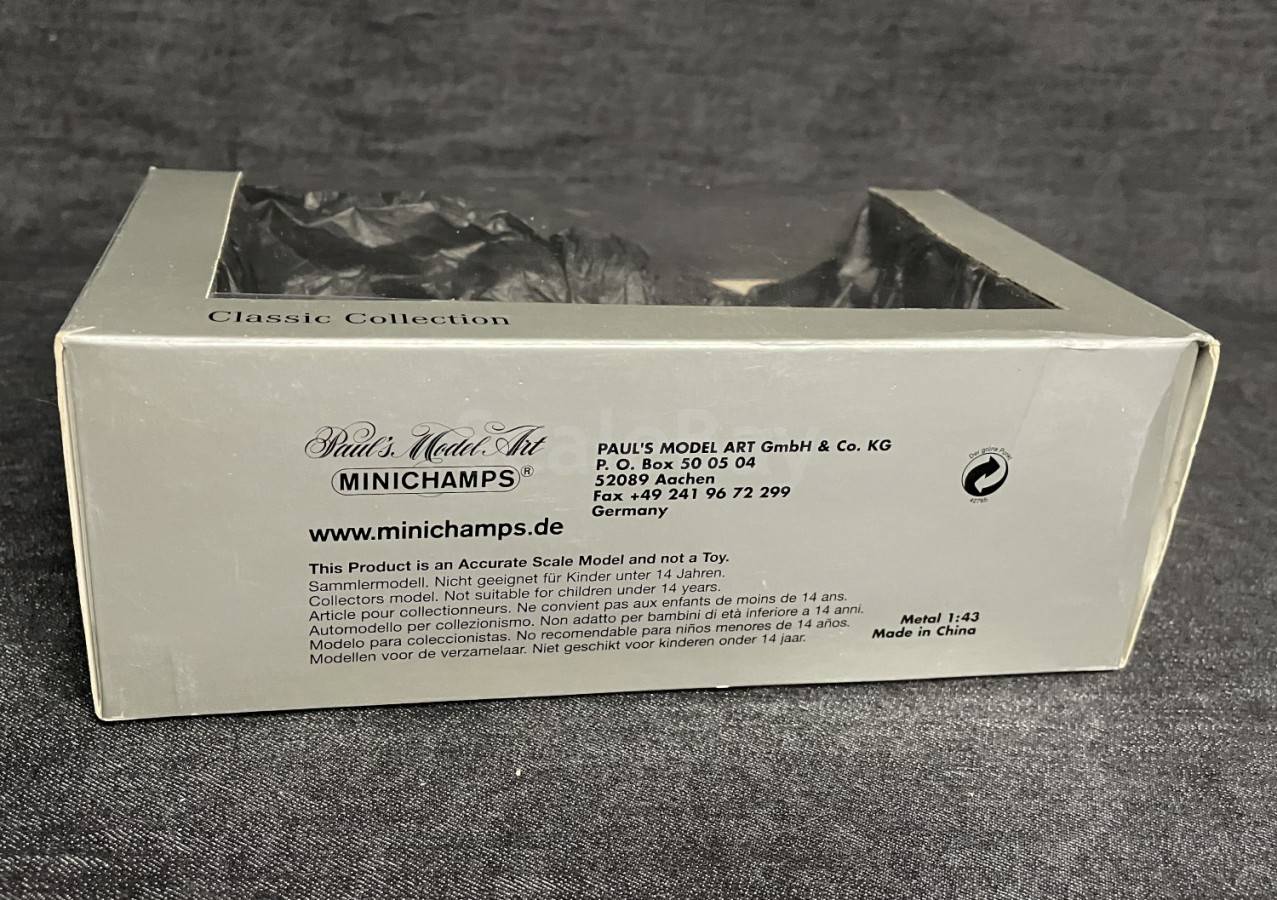 Classic Collection
Paul's Model Art
MINICHAMPS®
www.minichamps.de
PAUL'S MODEL ART GmbH & Co. KG
P. O. Box 50 05 04
52089 Aachen
Fax +49 241 96 72 299
Germany
Der grüne Punkt
This Product is an Accurate Scale Model and not a Toy.
Sammlermodell. Nicht geeignet für Kinder unter 14 Jahren.
Collectors model. Not suitable for children under 14 years.
Article pour collectionneurs. Ne convient pas aux enfants de moins de 14 ans.
Automodello per collezionismo. Non adatto per bambini di età inferiore a 14 anni.
Modelo para coleccionistas. No recomendable para niños menores de 14 años.
Modellen voor de verzamelaar. Niet geschikt voor kinderen onder 14 jaar.
Metal 1:43
Made in China